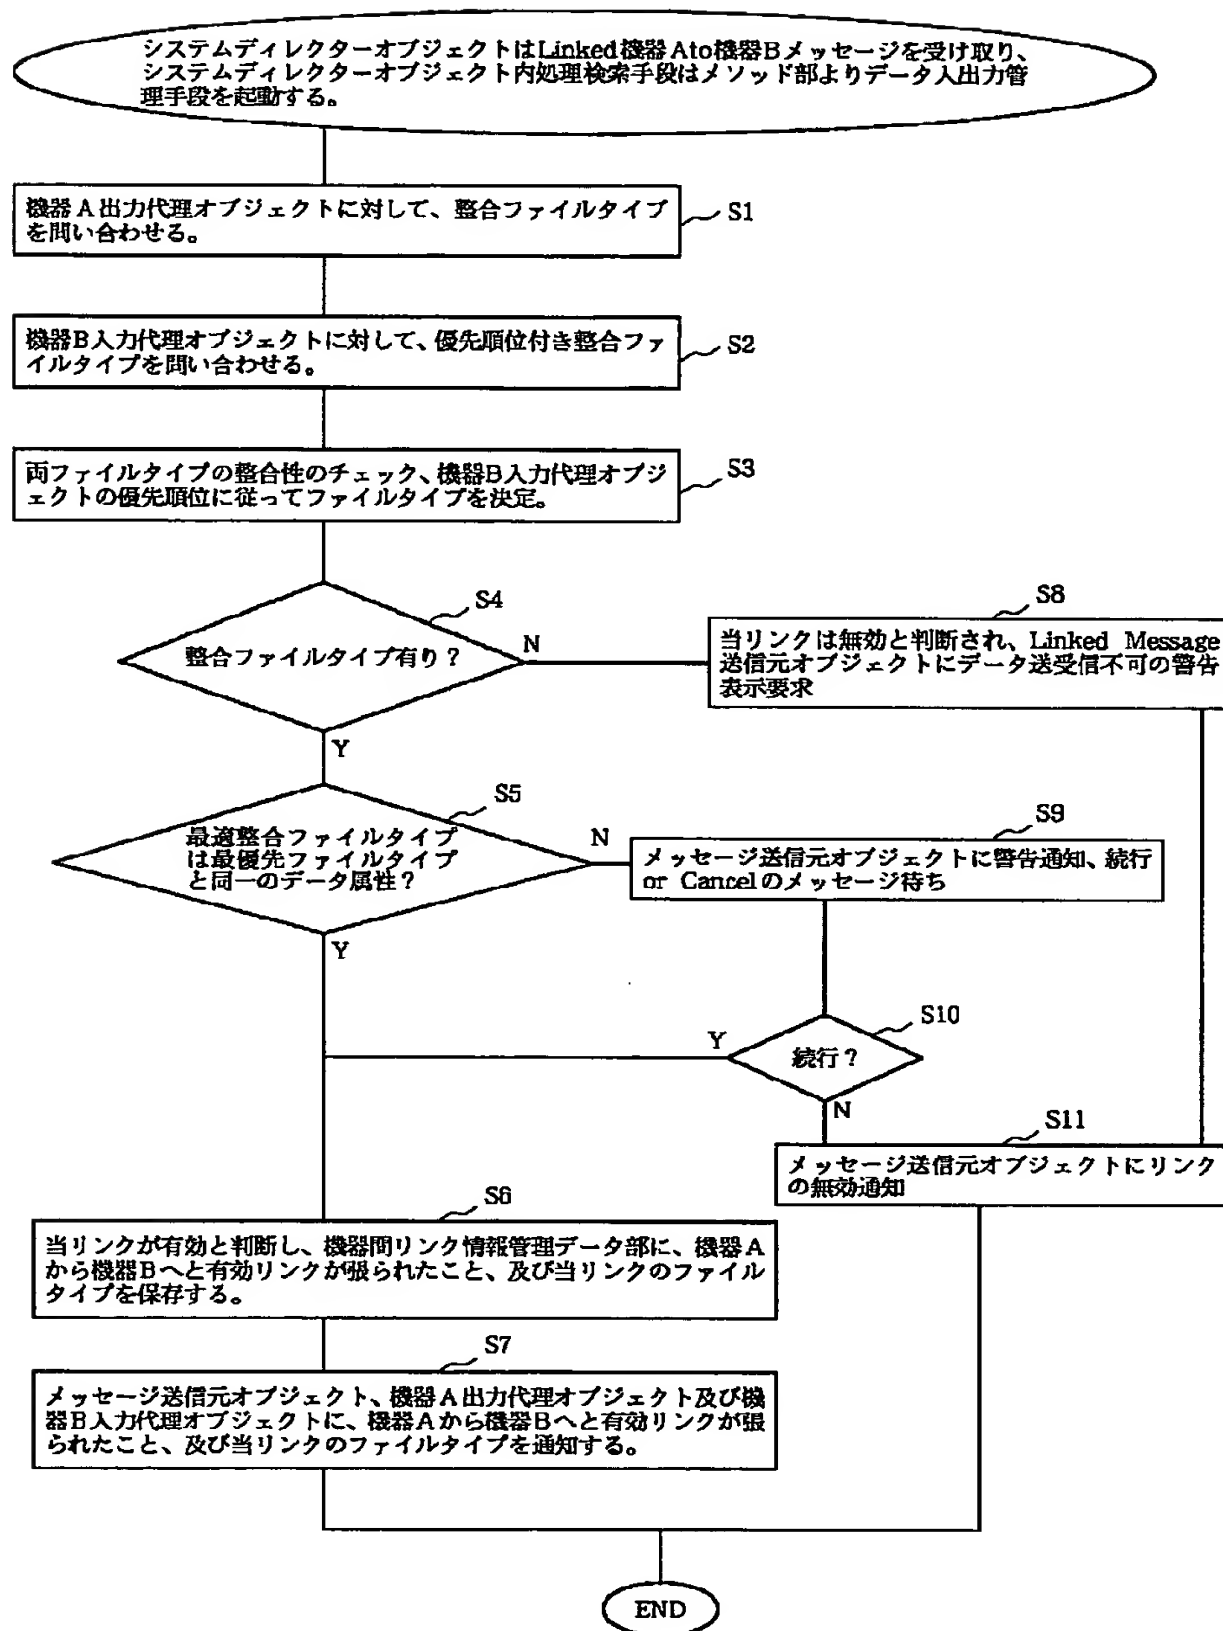 システムディレクターオブジェクトはLinked機器Ato機器Bメッセージを受け取り、
システムディレクターオブジェクト内処理検索手段はメソッド部よりデータ入出力管
理手段を起動する。
機器A出力代理オブジェクトに対して、整合ファイルタイプ
を問い合わせる。
S1
機器B入力代理オブジェクトに対して、優先順位付き整合ファ
イルタイプを問い合わせる。
S2
両ファイルタイプの整合性のチェック、機器B入力代理オブジ
ェクトの優先順位に従ってファイルタイプを決定。
S3
S4
整合ファイルタイプ有り?
N
Y
S8
当リンクは無効と判断され、Linked Message
送信元オブジェクトにデータ送受信不可の警告
表示要求
S5
最適整合ファイルタイプ
は最優先ファイルタイプ
と同一のデータ属性?
N
Y
S9
メッセージ送信元オブジェクトに警告通知、続行
or Cancelのメッセージ待ち
S10
続行?
Y
N
S11
メッセージ送信元オブジェクトにリンク
の無効通知
S6
当リンクが有効と判断し、機器間リンク情報管理データ部に、機器A
から機器Bへと有効リンクが張られたこと、及び当リンクのファイル
タイプを保存する。
S7
メッセージ送信元オブジェクト、機器A出力代理オブジェクト及び機
器B入力代理オブジェクトに、機器Aから機器Bへと有効リンクが張
られたこと、及び当リンクのファイルタイプを通知する。
END